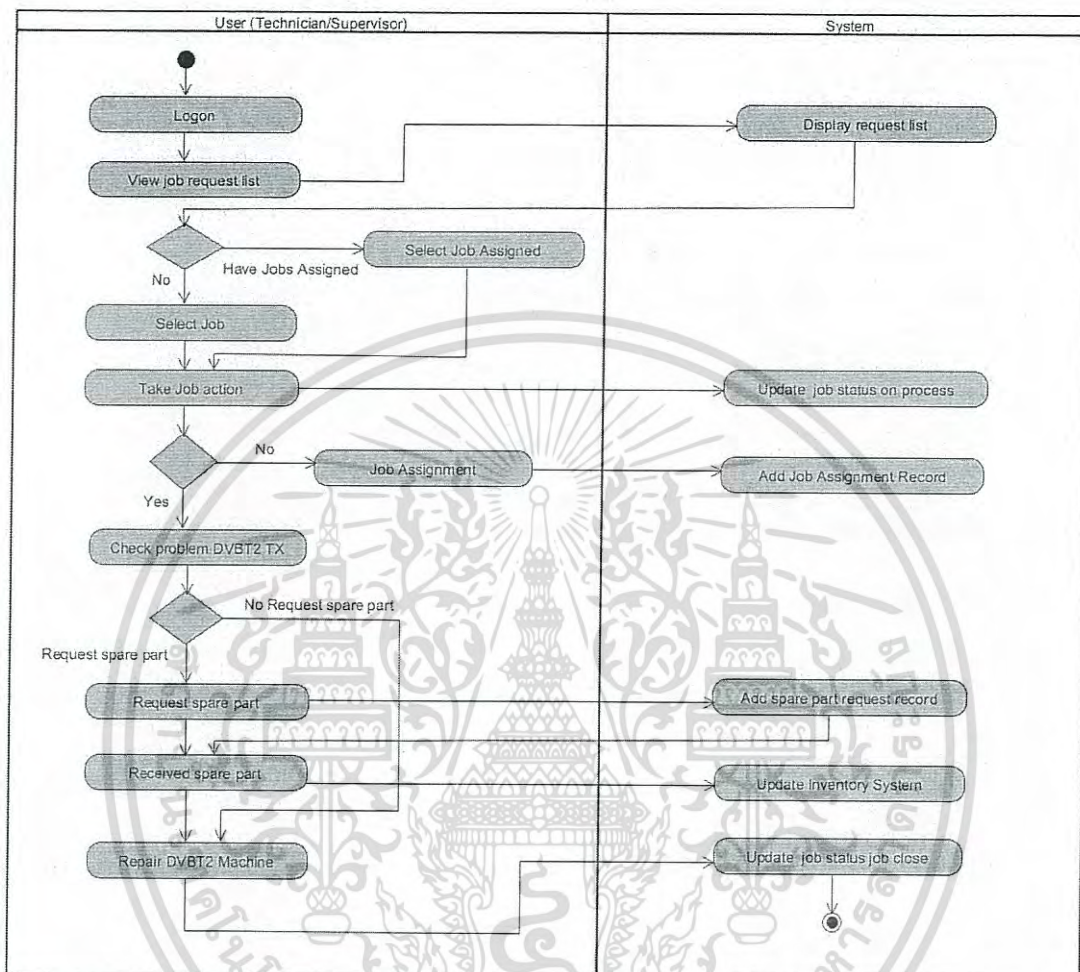 User (Technician/Supervisor)
System
Logon
Display request list
View job request list
Select Job Assigned
Have Jobs Assigned
No
Select Job
Take Job action
Update job status on process
No
Job Assignment
Add Job Assignment Record
Yes
Check problem DVBT2 TX
No Request spare part
Request spare part
Request spare part
Add spare part request record
Received spare part
Update Inventory System
Repair DVBT2 Machine
Update job status job close